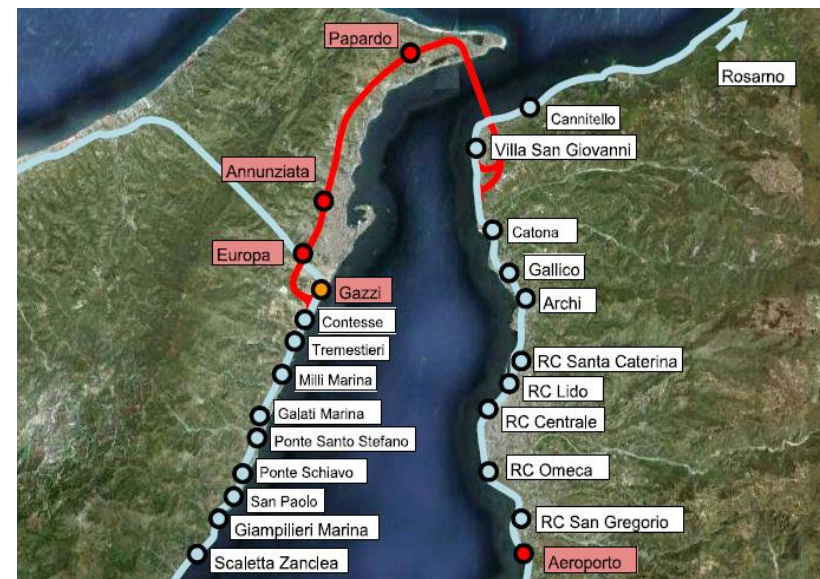 Papardo
Rosarno
Cannitello
Villa San Giovanni
Annunziata
Catona
Europa
Gallico
Gazzi
Archi
Contesse
Tremestieri
RC Santa Caterina
Milli Marina
RC Lido
Galati Marina
RC Centrale
Ponte Santo Stefano
Ponte Schiavo
RC Omeca
San Paolo
Giampilieri Marina
RC San Gregorio
Scaletta Zanclea
Aeroporto